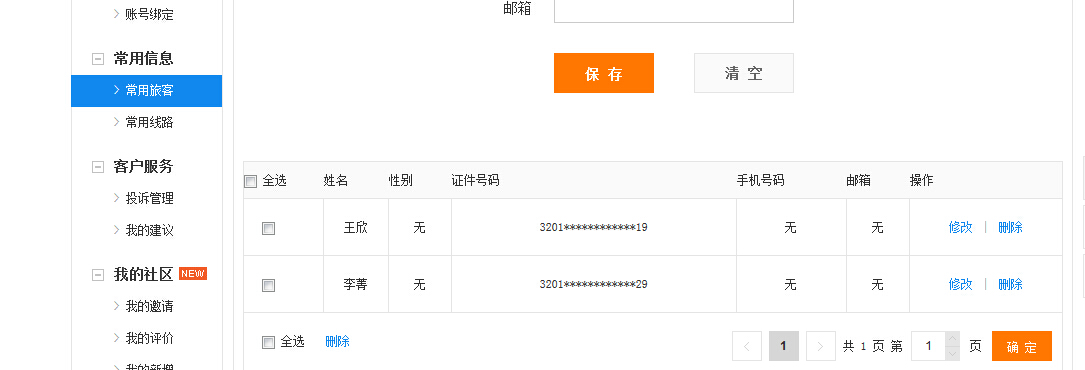 账号绑定
常用信息
常用旅客
常用线路
客户服务
投诉管理
我的建议
我的社区 NEW
我的邀请
我的评价
邮箱
保 存 清 空
全选 姓名 性别 证件号码 手机号码 邮箱 操作
王欣 无 3201************19 无 无 修改 | 删除
李菁 无 3201************29 无 无 修改 | 删除
全选 删除 1 共 1 页 第 1 页 确 定